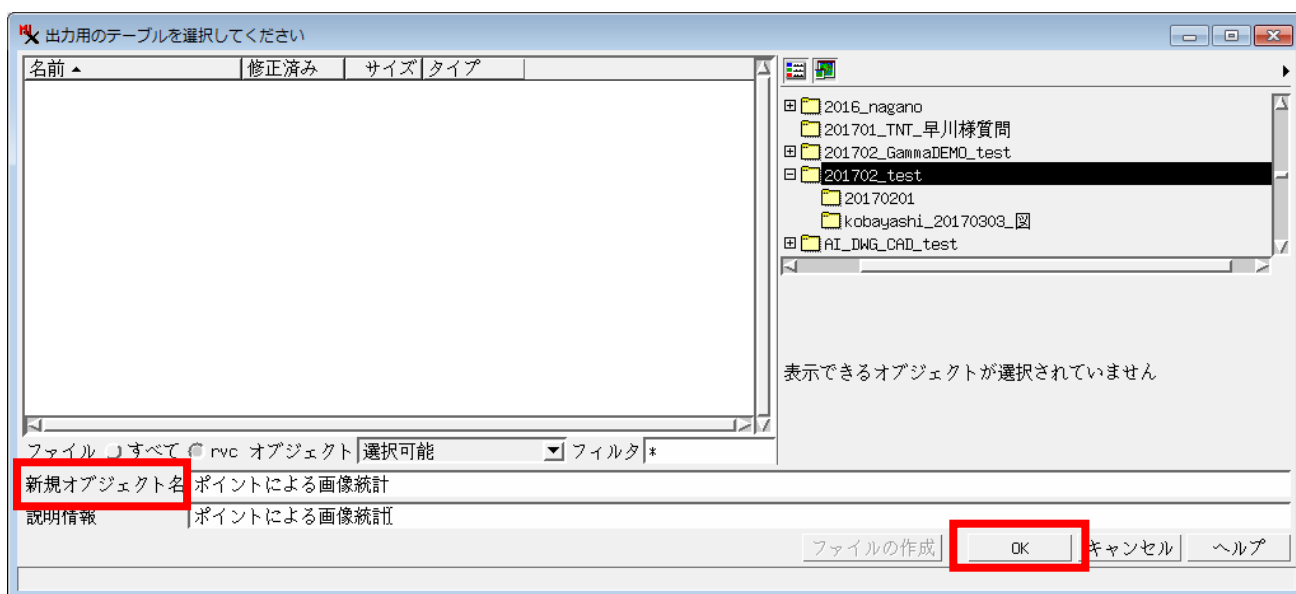 出力用のテーブルを選択してください
名前 修正済み サイズ タイプ
2016_nagano
201701_TNT_早川様質問
201702_GammaDEMO_test
201702_test
20170201
kobayashi_20170303_図
AI_DWG_CAD_test
表示できるオブジェクトが選択されていません
ファイル すべて rvc オブジェクト 選択可能 フィルタ *
新規オブジェクト名 ポイントによる画像統計
説明情報 ポイントによる画像統計
ファイルの作成 OK キャンセル ヘルプ